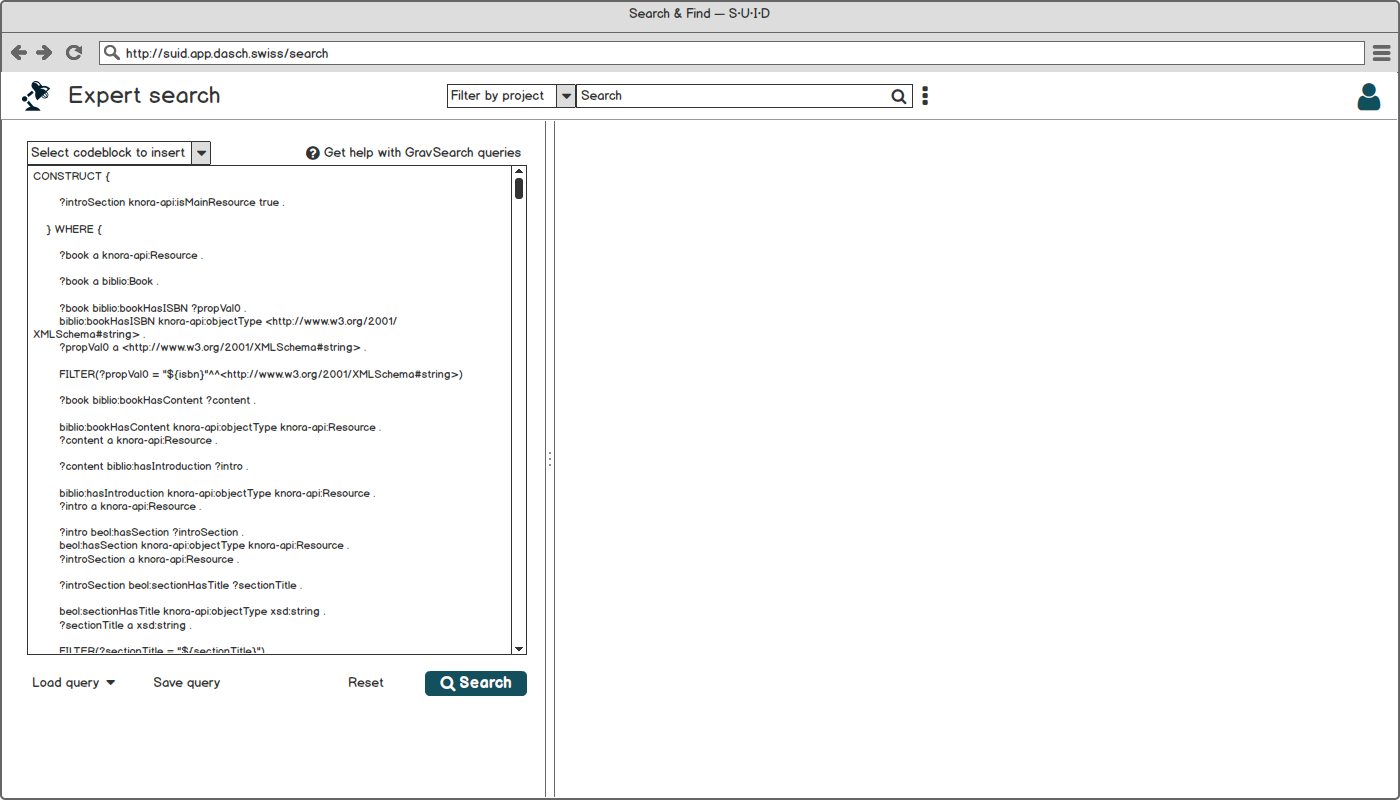 Search & Find — S·U·I·D
http://suid.app.dasch.swiss/search
Expert search
Filter by project
Search
Select codeblock to insert
Get help with GravSearch queries
CONSTRUCT {
?introSection knora-api:isMainResource true .
} WHERE {
?book a knora-api:Resource .
?book a biblio:Book .
?book biblio:bookHasISBN ?propVal0 .
biblio:bookHasISBN knora-api:objectType <http://www.w3.org/2001/
XMLSchema#string> .
?propVal0 a <http://www.w3.org/2001/XMLSchema#string> .
FILTER(?propVal0 = "${isbn}"^^<http://www.w3.org/2001/XMLSchema#string>)
?book biblio:bookHasContent ?content .
biblio:bookHasContent knora-api:objectType knora-api:Resource .
?content a knora-api:Resource .
?content biblio:hasIntroduction ?intro .
biblio:hasIntroduction knora-api:objectType knora-api:Resource .
?intro a knora-api:Resource .
?intro beol:hasSection ?introSection .
beol:hasSection knora-api:objectType knora-api:Resource .
?introSection a knora-api:Resource .
?introSection beol:sectionHasTitle ?sectionTitle .
beol:sectionHasTitle knora-api:objectType xsd:string .
?sectionTitle a xsd:string .
FILTER(?sectionTitle = "${sectionTitle}")
Load query
Save query
Reset
Search